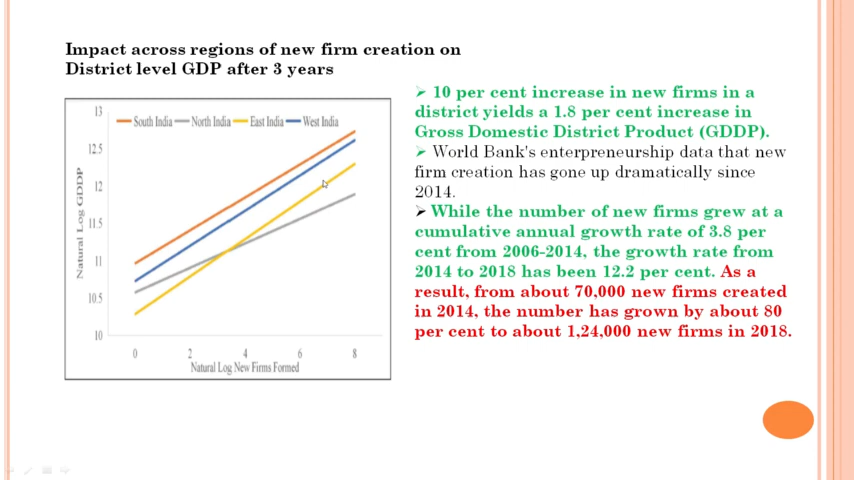 Impact across regions of new firm creation on
District level GDP after 3 years
13
South India North India East India West India
12.5
12
11.5
11
10.5
10
Natural Log GDDP
0 2 4 6 8
Natural Log New Firms Formed
➢ 10 per cent increase in new firms in a
district yields a 1.8 per cent increase in
Gross Domestic District Product (GDDP).
➢ World Bank's enterpreneurship data that new
firm creation has gone up dramatically since
2014.
➢ While the number of new firms grew at a
cumulative annual growth rate of 3.8 per
cent from 2006-2014, the growth rate from
2014 to 2018 has been 12.2 per cent. As a
result, from about 70,000 new firms created
in 2014, the number has grown by about 80
per cent to about 1,24,000 new firms in 2018.